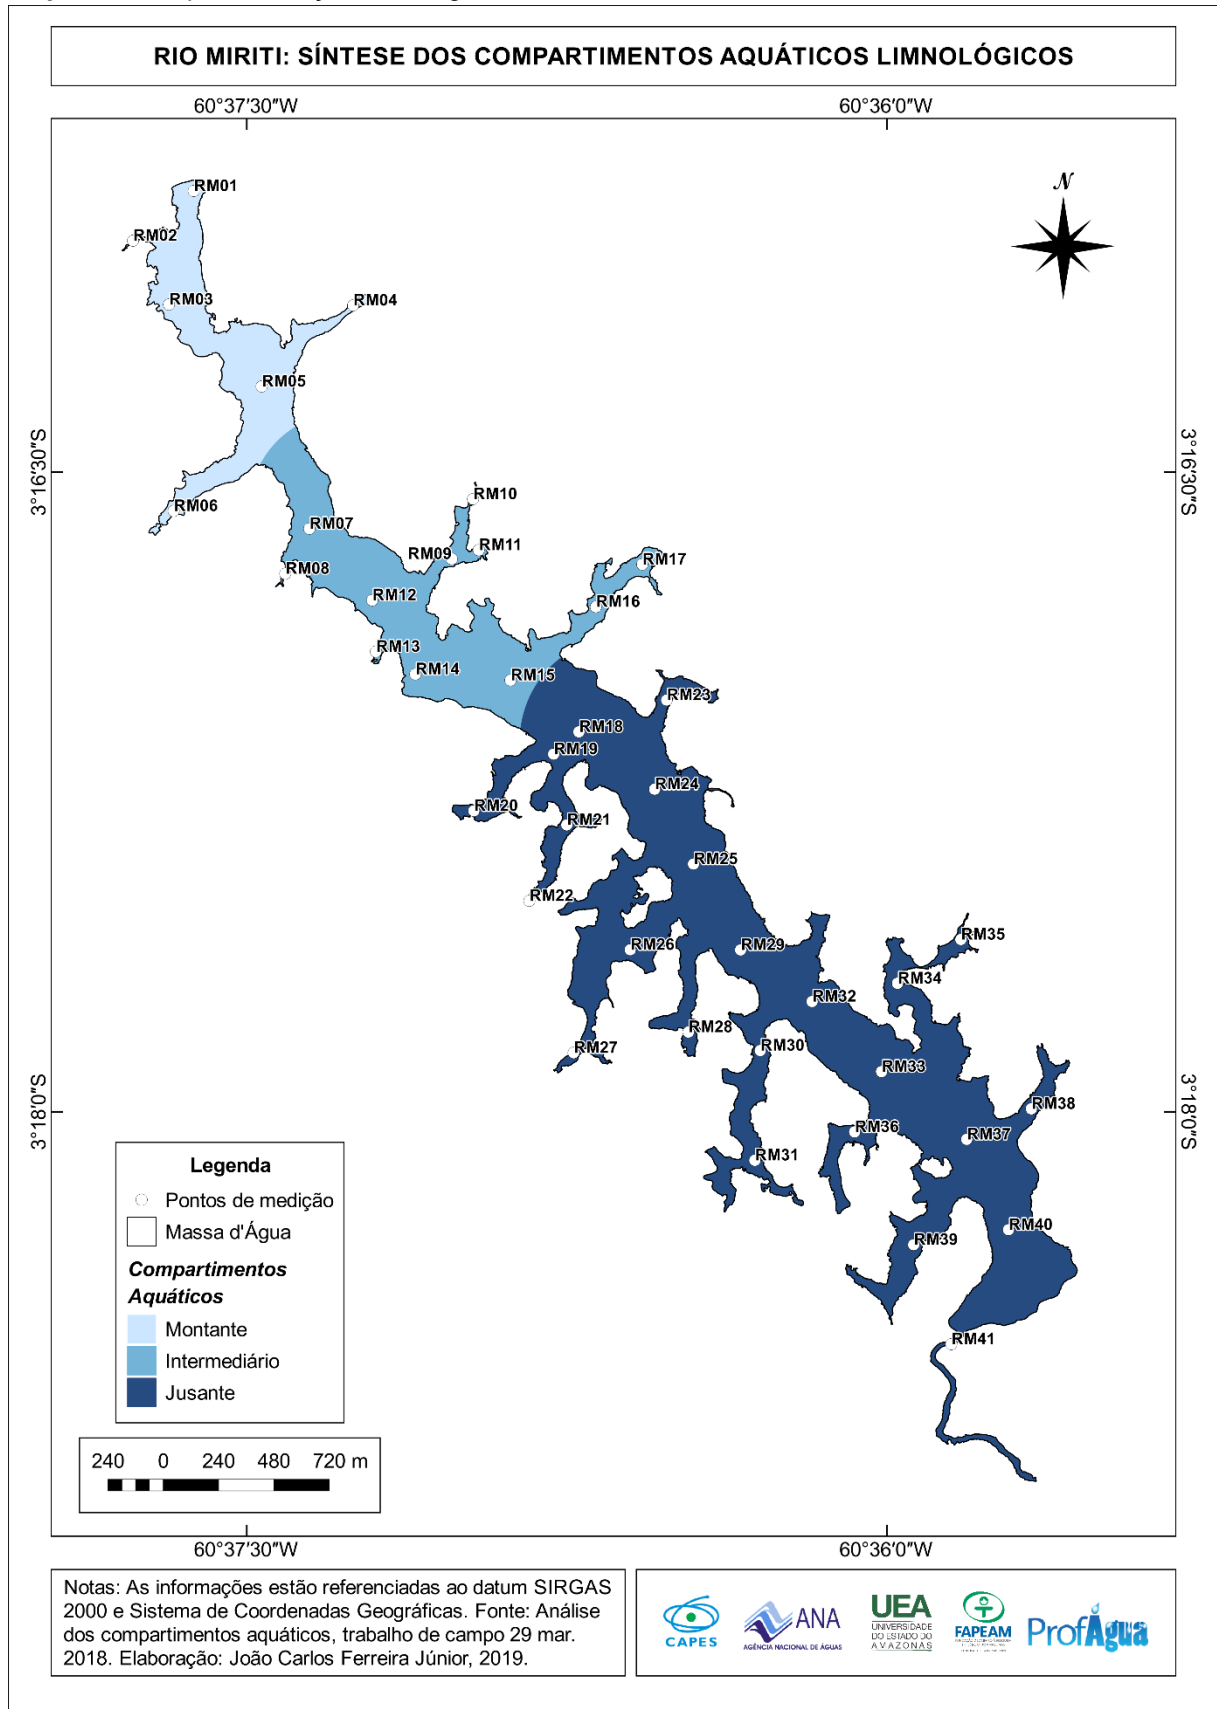 RIO MIRITI: SÍNTESE DOS COMPARTIMENTOS AQUÁTICOS LIMNOLÓGICOS
60°37'30"W
60°36'0"W
N
RM01
RM02
RM03
RM04
RM05
3°16'30"S
3°16'30"S
RM06
RM10
RM07
RM11
RM09
RM17
RM08
RM12
RM16
RM13
RM14
RM15
RM23
RM18
RM19
RM24
RM20
RM21
RM25
RM22
RM35
RM26
RM29
RM34
RM32
RM28
RM27
RM30
RM33
3°18'0"S
3°18'0"S
RM38
RM36
RM37
RM31
RM40
RM39
RM41
Legenda
Pontos de medição
Massa d'Água
Compartimentos
Aquáticos
Montante
Intermediário
Jusante
240 0 240 480 720 m
60°37'30"W
60°36'0"W
Notas: As informações estão referenciadas ao datum SIRGAS
2000 e Sistema de Coordenadas Geográficas. Fonte: Análise
dos compartimentos aquáticos, trabalho de campo 29 mar.
2018. Elaboração: João Carlos Ferreira Júnior, 2019.
CAPES
ANA
AGÊNCIA NACIONAL DE ÁGUAS
UEA
UNIVERSIDADE
DO ESTADO DO
AMAZONAS
FAPEAM
ProfÁgua